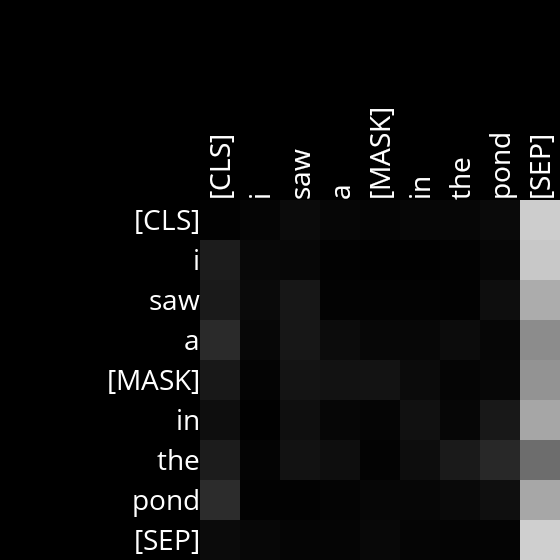 [CLS] i saw a [MASK] in the pond [SEP]
[CLS]
i
saw
a
[MASK]
in
the
pond
[SEP]